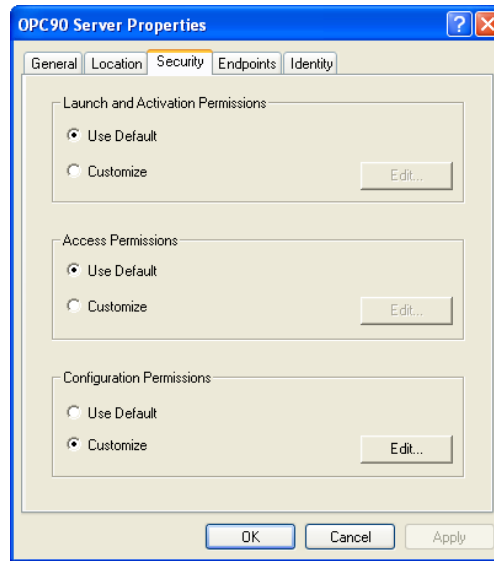 OPC90 Server Properties
General Location Security Endpoints Identity
Launch and Activation Permissions
Use Default
Customize
Edit...
Access Permissions
Use Default
Customize
Edit...
Configuration Permissions
Use Default
Customize
Edit...
OK Cancel Apply